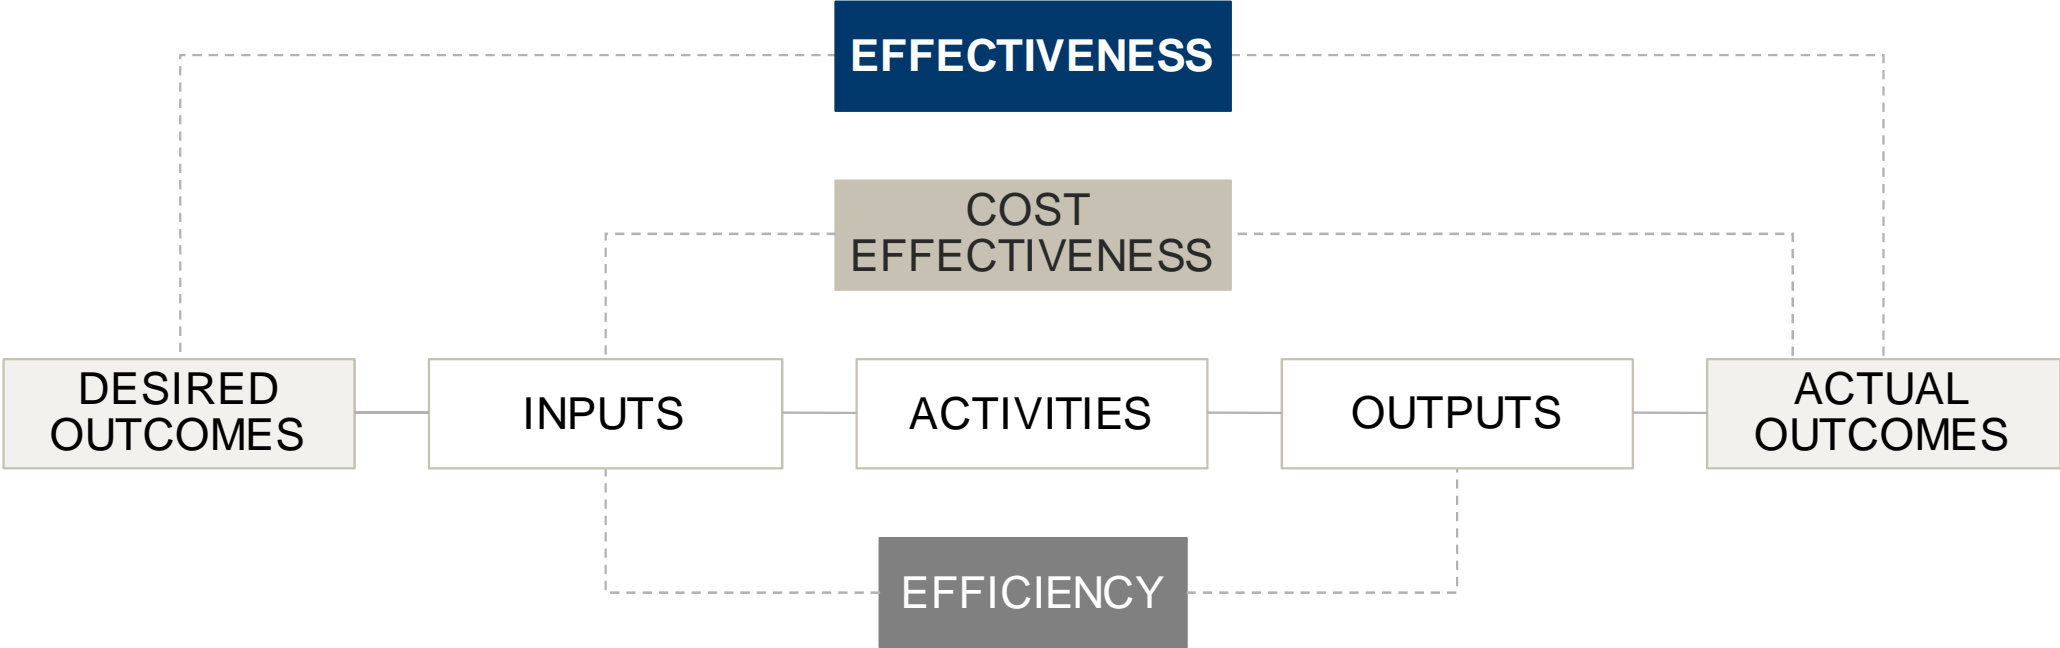 EFFECTIVENESS
COST
EFFECTIVENESS
DESIRED
OUTCOMES
INPUTS
ACTIVITIES
OUTPUTS
ACTUAL
OUTCOMES
EFFICIENCY